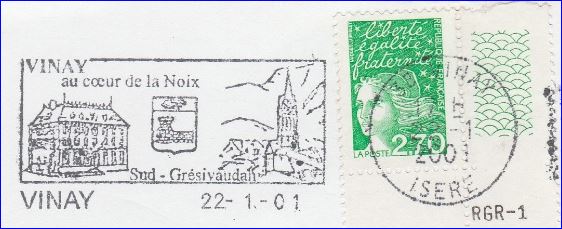 VINAY
au cœur de la Noix
Sud - Grésivaudan
VINAY
22-1.-01
liberté
égalité
fraternité
RÉPUBLIQUE FRANÇAISE
LA POSTE
2,70
VINAY
ISERE
RGR-1